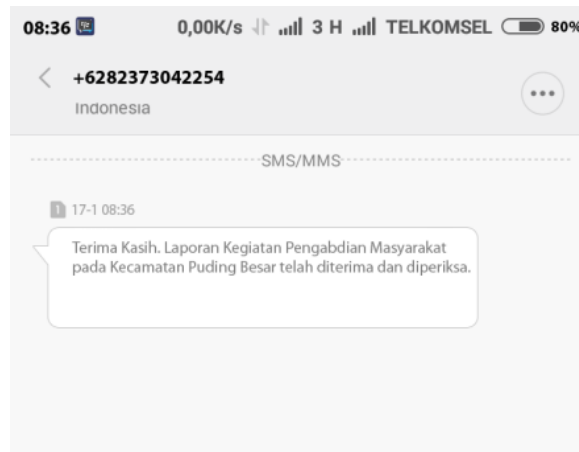 08:36 0,00K/s 3 H TELKOMSEL 80%
+6282373042254
Indonesia
SMS/MMS
1 17-1 08:36
Terima Kasih. Laporan Kegiatan Pengabdian Masyarakat
pada Kecamatan Puding Besar telah diterima dan diperiksa.